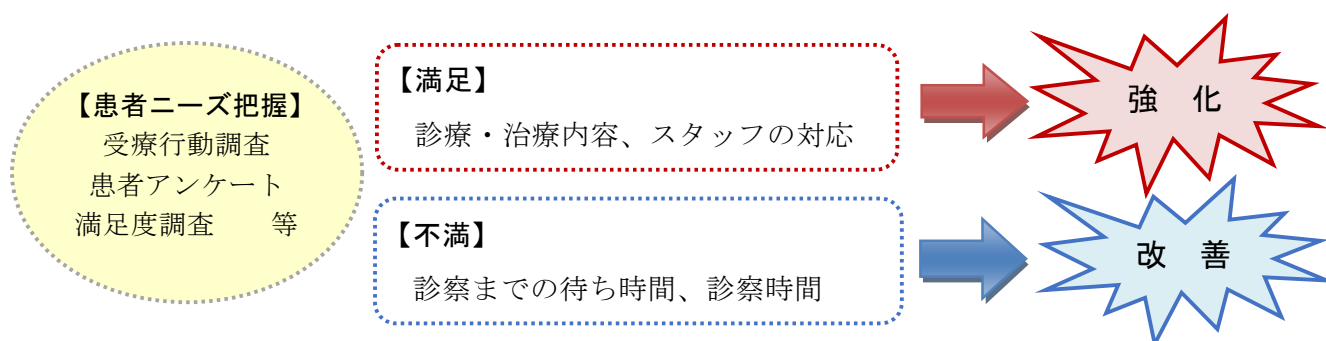 【患者ニーズ把握】
受療行動調査
患者アンケート
満足度調査　　等
【満足】
診療・治療内容、スタッフの対応
強　化
【不満】
診察までの待ち時間、診察時間
改　善